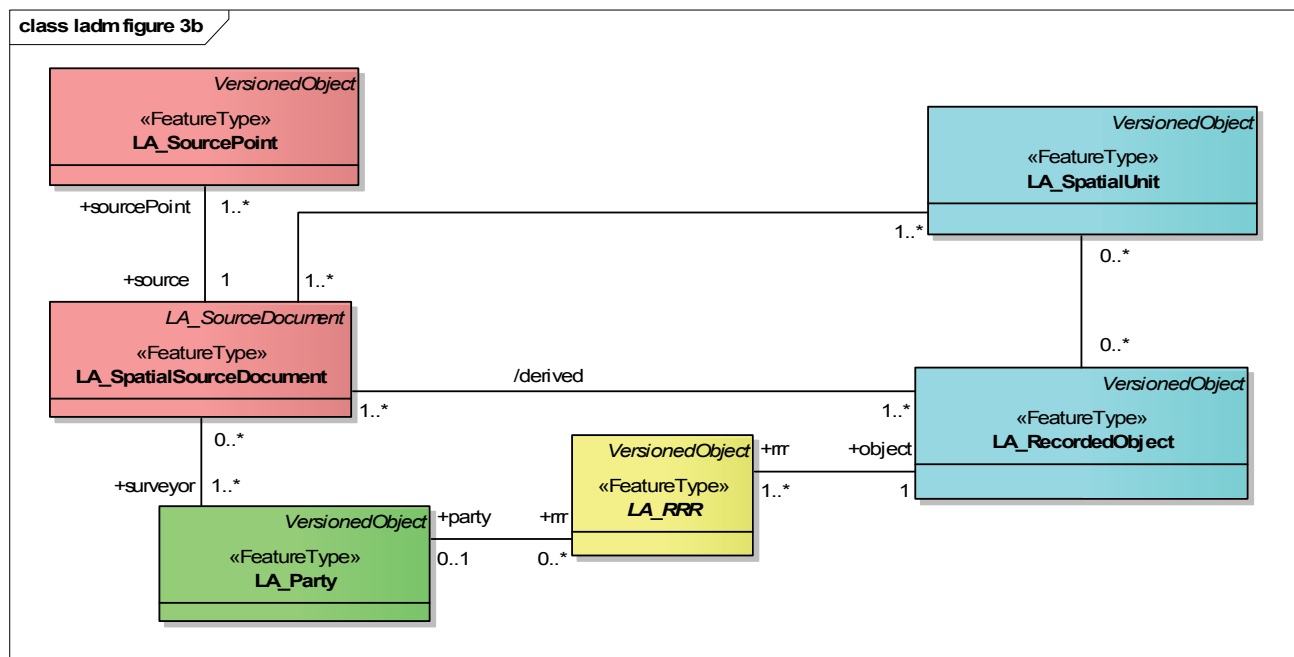 class ladm figure 3b
VersionedObject
«FeatureType»
LA_SourcePoint
VersionedObject
«FeatureType»
LA_SpatialUnit
+sourcePoint
1..*
1..*
0..*
+source
1
1..*
LA_SourceDocument
«FeatureType»
LA_SpatialSourceDocument
0..*
/derived
1..*
1..*
VersionedObject
«FeatureType»
LA_RecordedObject
0..*
+surveyor
1..*
VersionedObject
«FeatureType»
LA_RRR
+rrr
1..*
+object
1
VersionedObject
«FeatureType»
LA_Party
+party
0..1
+rrr
0..*